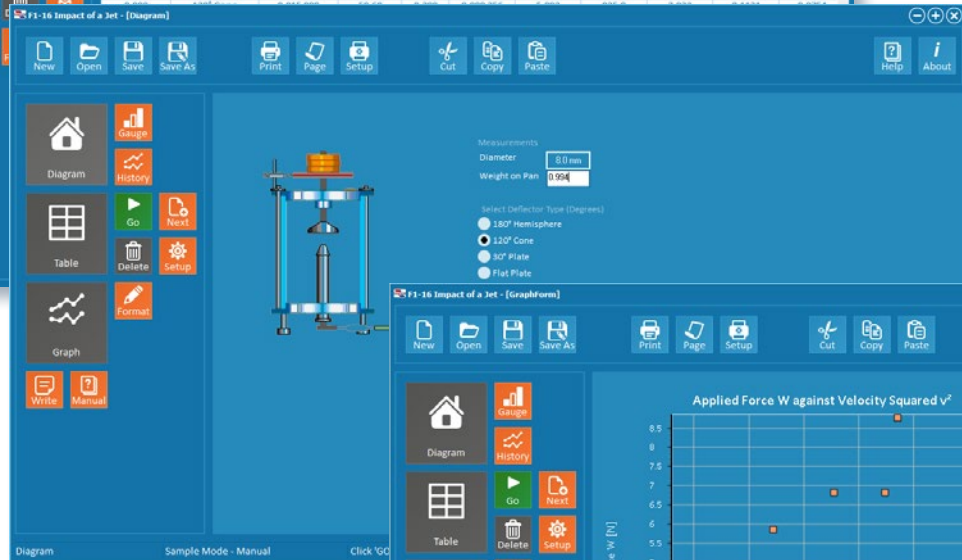 F1-16 Impact of a Jet - [Diagram]
New Open Save Save As Print Page Setup Cut Copy Paste Help About
Diagram
Gauge
History
Table
Go
Next
Delete
Setup
Graph
Format
Write
Manual
Measurements
Diameter 8.0 mm
Weight on Pan 0.994
Select Deflector Type (Degrees)
180° Hemisphere
120° Cone
30° Plate
Flat Plate
Diagram Sample Mode - Manual Click 'GO
F1-16 Impact of a Jet - [GraphForm]
New Open Save Save As Print Page Setup Cut Copy Paste
Diagram
Gauge
History
Table
Go
Next
Delete
Setup
Applied Force W against Velocity Squared v²
8.5
8
7.5
7
6.5
6
5.5
W [N]